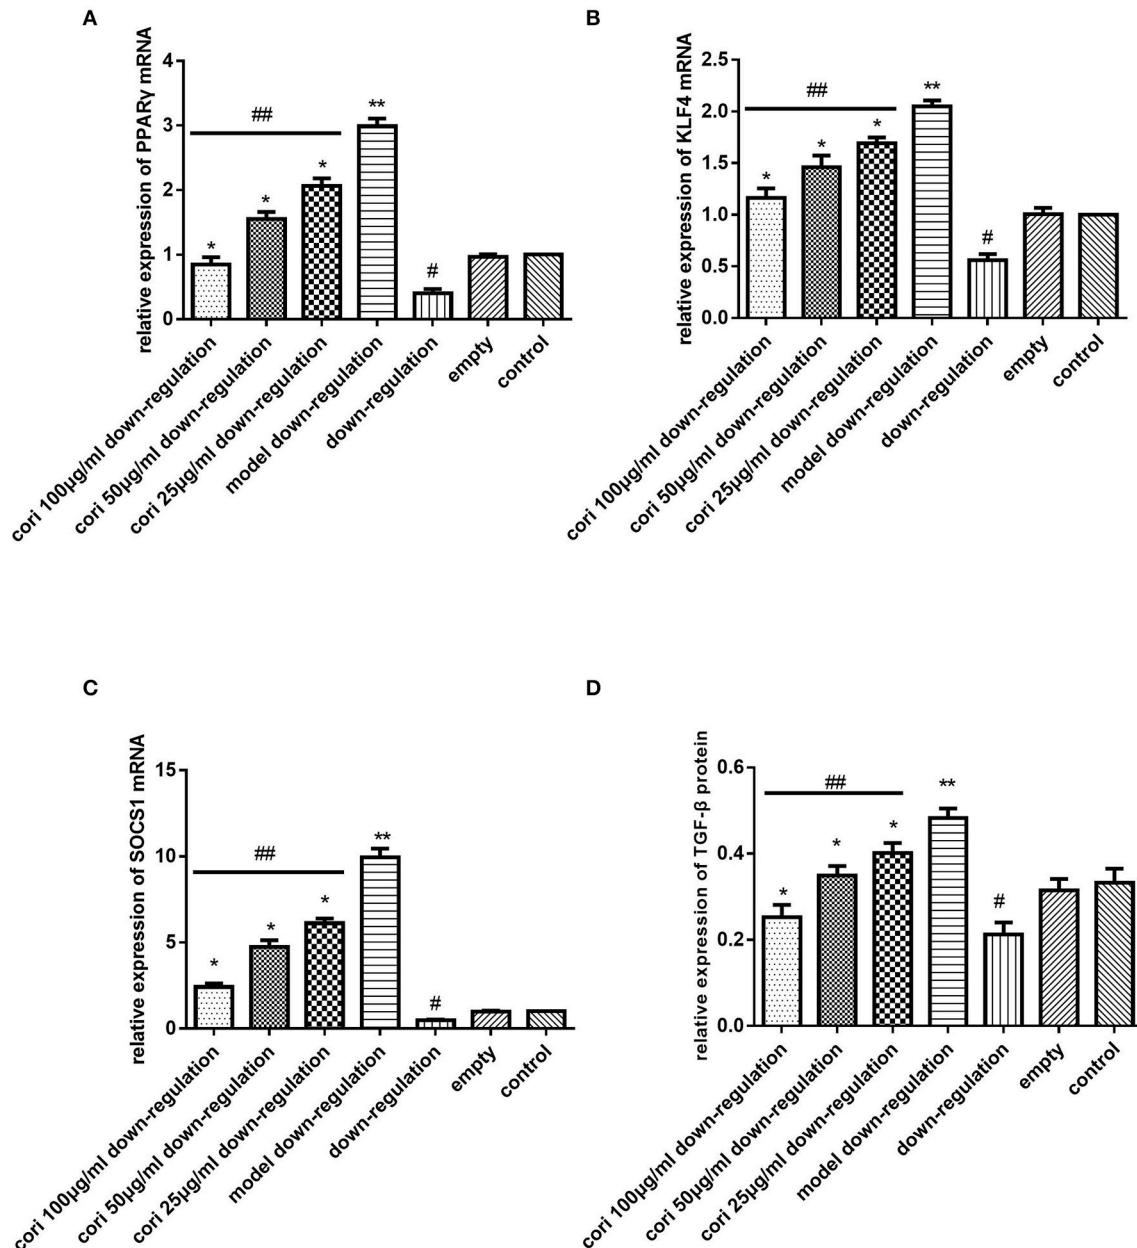 A
relative expression of PPARγ mRNA
4
3
2
1
0
##
*
*
*
**
#
cori 100μg/ml down-regulation
cori 50μg/ml down-regulation
cori 25μg/ml down-regulation
model down-regulation
down-regulation
empty
control
B
relative expression of KLF4 mRNA
2.5
2.0
1.5
1.0
0.5
0.0
##
*
*
*
**
#
cori 100μg/ml down-regulation
cori 50μg/ml down-regulation
cori 25μg/ml down-regulation
model down-regulation
down-regulation
empty
control
C
relative expression of SOCS1 mRNA
15
10
5
0
##
*
*
*
**
#
cori 100μg/ml down-regulation
cori 50μg/ml down-regulation
cori 25μg/ml down-regulation
model down-regulation
down-regulation
empty
control
D
relative expression of TGF-β protein
0.6
0.4
0.2
0.0
##
*
*
*
**
#
cori 100μg/ml down-regulation
cori 50μg/ml down-regulation
cori 25μg/ml down-regulation
model down-regulation
down-regulation
empty
control